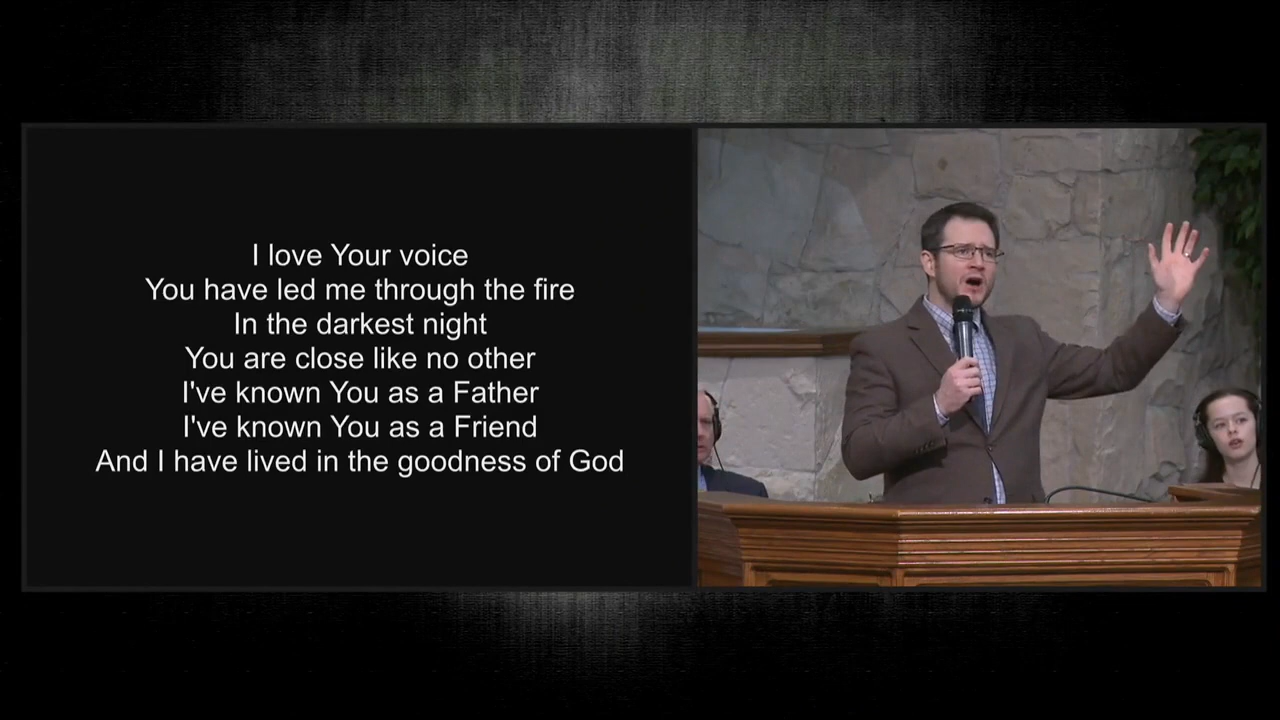 I love Your voice
You have led me through the fire
In the darkest night
You are close like no other
I've known You as a Father
I've known You as a Friend
And I have lived in the goodness of God